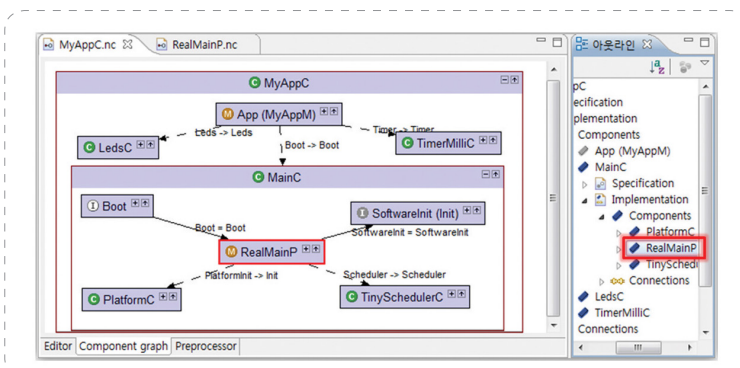 MyAppC.nc
RealMainP.nc
MyAppC
App (MyAppM)
Leds -> Leds
Timer -> Timer
LedsC
Boot -> Boot
TimerMilliC
MainC
Boot
SoftwareInit (Init)
Boot = Boot
SoftwareInit = SoftwareInit
RealMainP
PlatformInit -> Init
Scheduler -> Scheduler
PlatformC
TinySchedulerC
Editor Component graph Preprocessor
아웃라인
pC
ecification
plementation
Components
App (MyAppM)
MainC
Specification
Implementation
Components
PlatformC
RealMainP
TinySchedu
Connections
LedsC
TimerMilliC
Connections